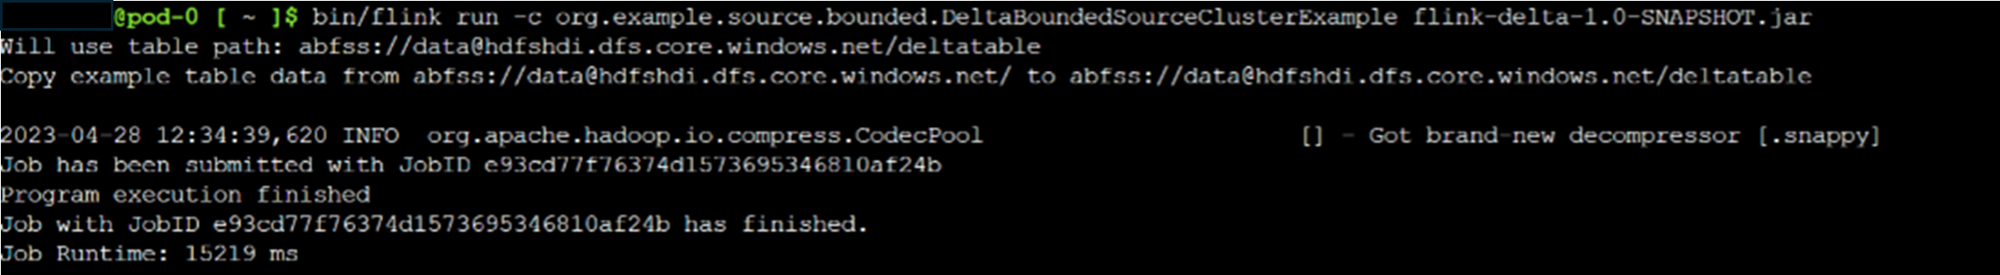 @pod-0 [ ~ ]$ bin/flink run -c org.example.source.bounded.DeltaBoundedSourceClusterExample flink-delta-1.0-SNAPSHOT.jar
Will use table path: abfss://data@hdfshdi.dfs.core.windows.net/deltatable
Copy example table data from abfss://data@hdfshdi.dfs.core.windows.net/ to abfss://data@hdfshdi.dfs.core.windows.net/deltatable
2023-04-28 12:34:39,620 INFO  org.apache.hadoop.io.compress.CodecPool                                  [] - Got brand-new decompressor [.snappy]
Job has been submitted with JobID e93cd77f76374d1573695346810af24b
Program execution finished
Job with JobID e93cd77f76374d1573695346810af24b has finished.
Job Runtime: 15219 ms